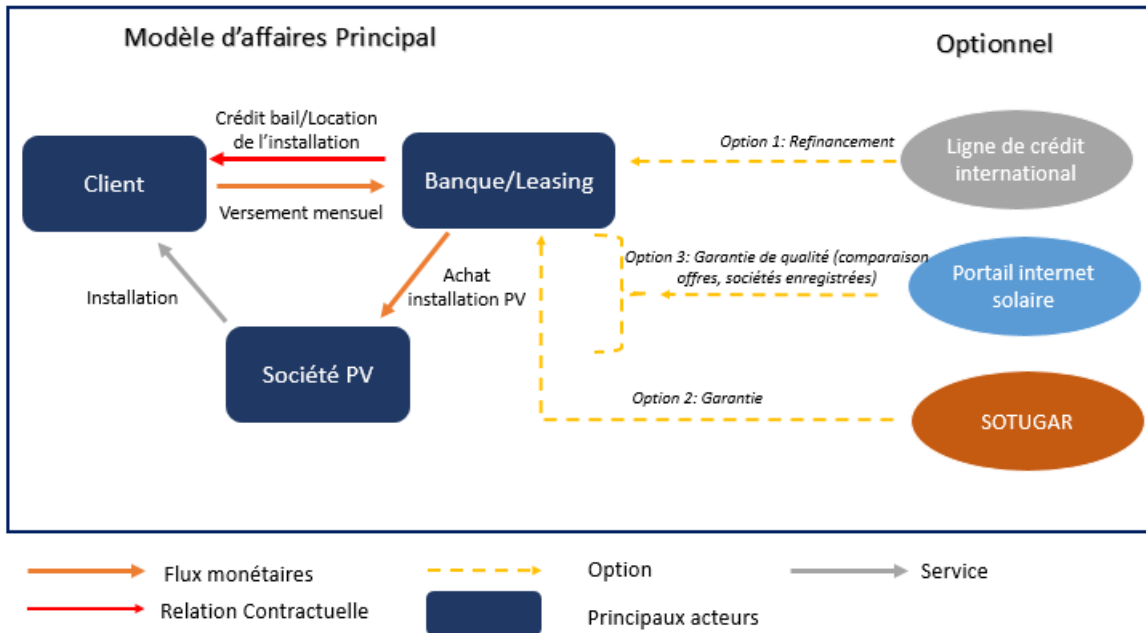 Modèle d'affaires Principal
Optionnel
Crédit bail/Location
de l'installation
Client
Versement mensuel
Banque/Leasing
Option 1: Refinancement
Ligne de crédit
international
Installation
Achat
installation PV
Option 3: Garantie de qualité (comparaison
offres, sociétés enregistrées)
Portail internet
solaire
Société PV
Option 2: Garantie
SOTUGAR
Flux monétaires
Option
Service
Relation Contractuelle
Principaux acteurs